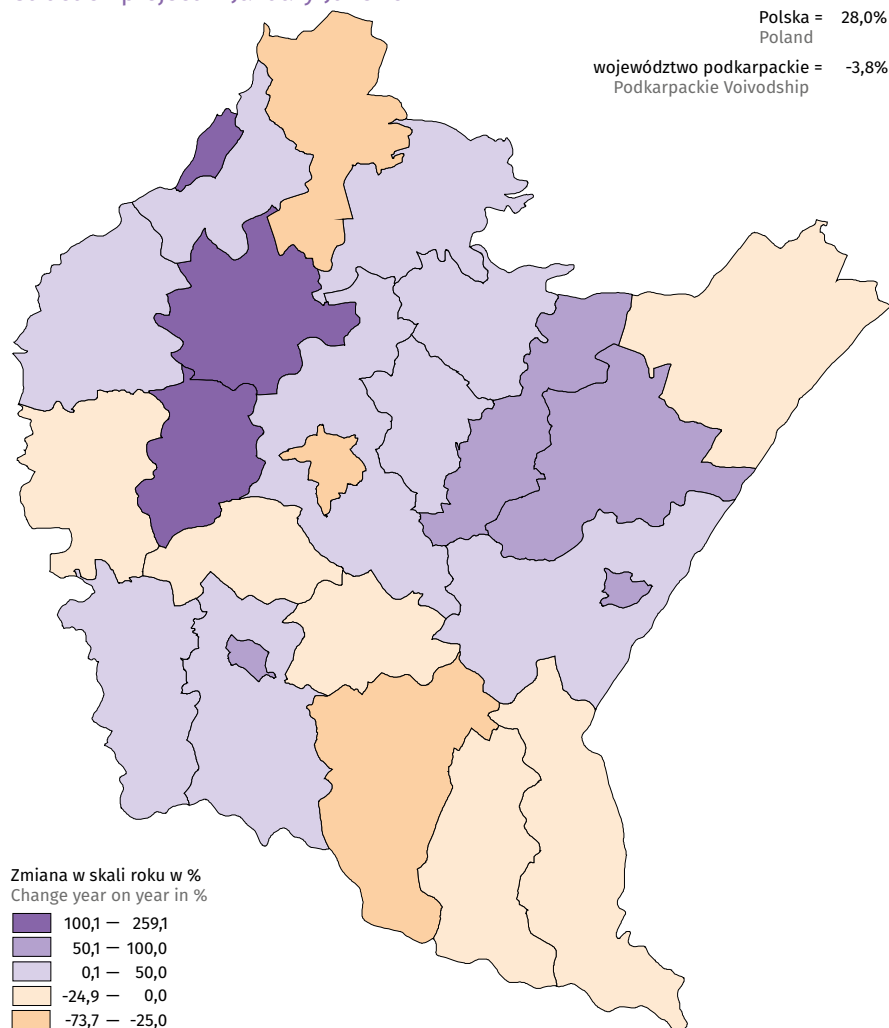 Polska = 28,0%
Poland
województwo podkarpackie = -3,8%
Podkarpackie Voivodship
Zmiana w skali roku w %
Change year on year in %
100,1 — 259,1
50,1 — 100,0
0,1 — 50,0
-24,9 — 0,0
-73,7 — -25,0